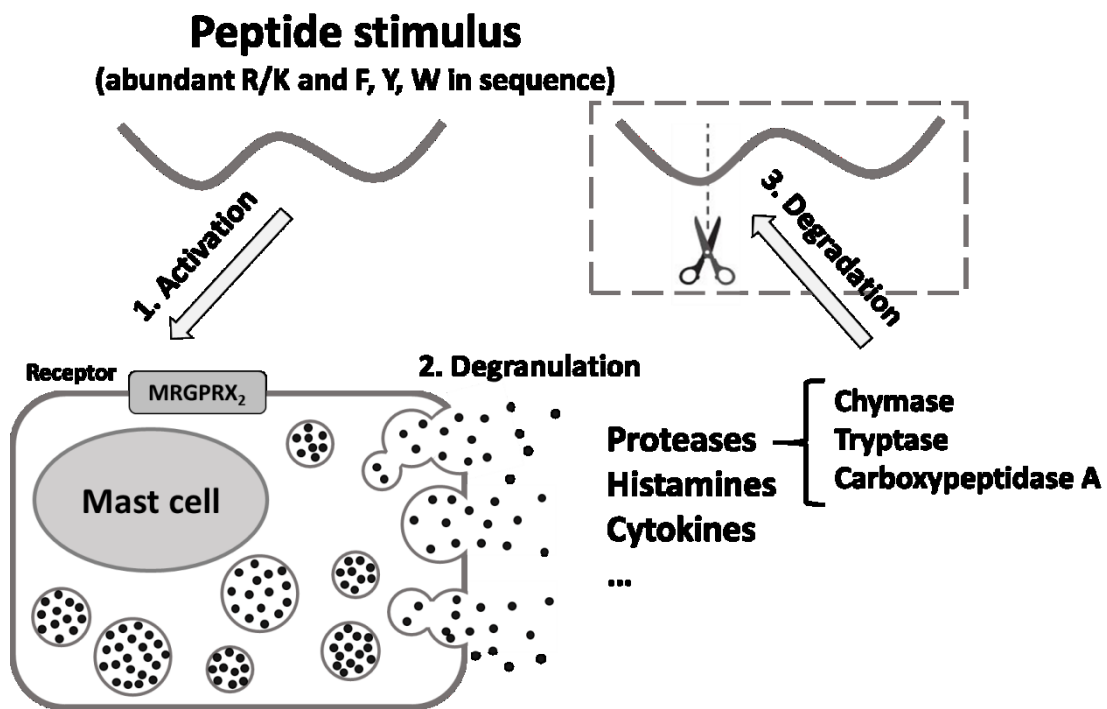 Peptide stimulus
(abundant R/K and F, Y, W in sequence)
1. Activation
3. Degradation
Receptor
MRGPRX₂
2. Degranulation
Mast cell
Proteases
Histamines
Cytokines
...
Chymase
Tryptase
Carboxypeptidase A